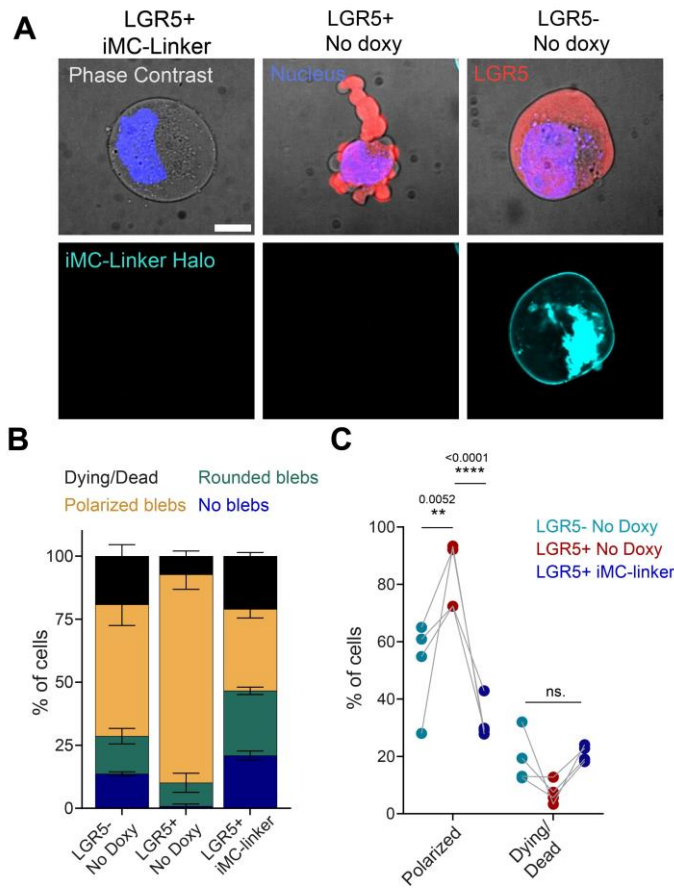 A
LGR5+
iMC-Linker
LGR5+
No doxy
LGR5-
No doxy
Phase Contrast
Nucleus
LGR5
iMC-Linker Halo
B
Dying/Dead
Rounded blebs
Polarized blebs
No blebs
% of cells
100
75
50
25
0
LGR5-
No Doxy
LGR5+
No Doxy
LGR5+
iMC-linker
C
<0.0001
****
0.0052
**
LGR5- No Doxy
LGR5+ No Doxy
LGR5+ iMC-linker
% of cells
100
80
60
40
20
0
ns.
Polarized
Dying/
Dead